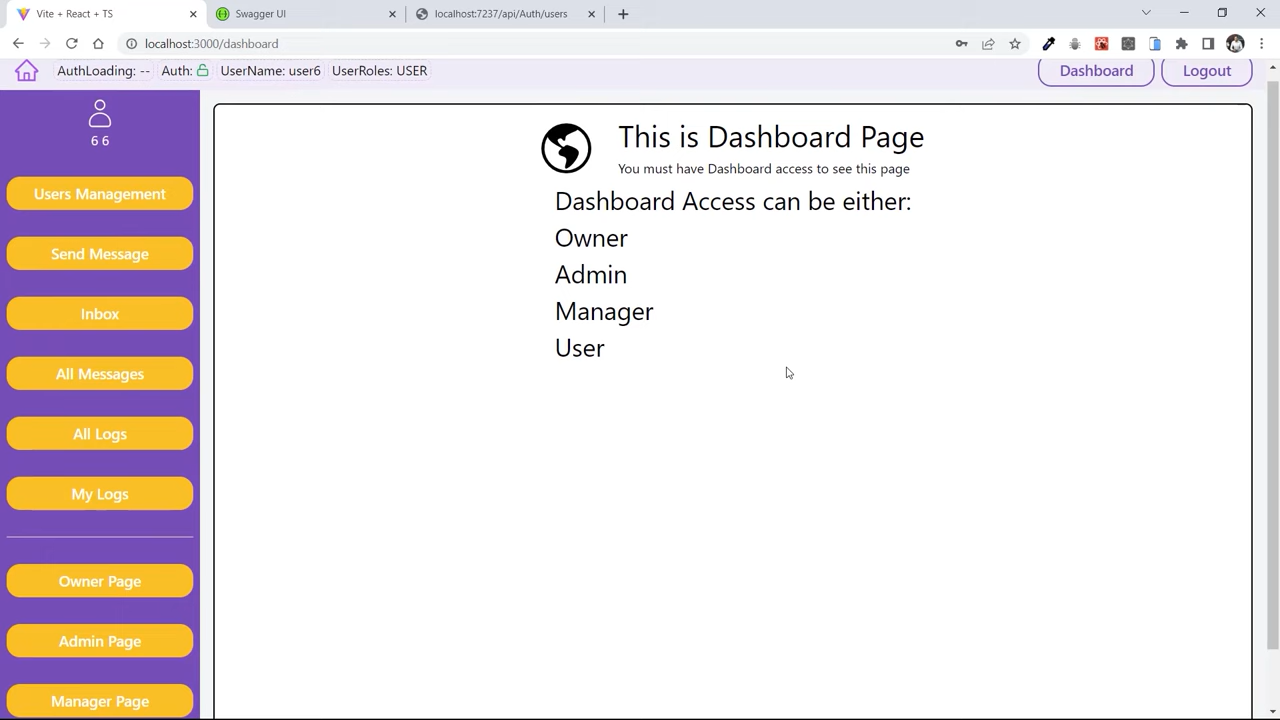 Vite + React + TS
Swagger UI
localhost:7237/api/Auth/users
localhost:3000/dashboard
AuthLoading: -- Auth: UserName: user6 UserRoles: USER
Dashboard Logout
6 6
Users Management
Send Message
Inbox
All Messages
All Logs
My Logs
Owner Page
Admin Page
Manager Page
This is Dashboard Page
You must have Dashboard access to see this page
Dashboard Access can be either:
Owner
Admin
Manager
User